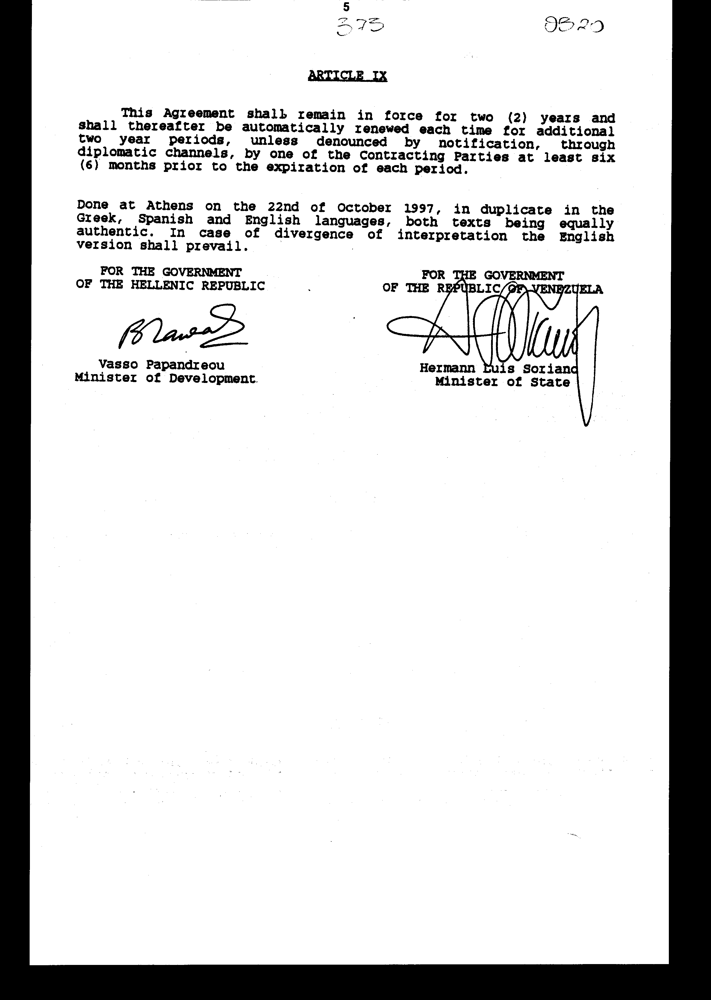 5
373 0520
ARTICLE IX
This Agreement shall remain in force for two (2) years and
shall thereafter be automatically renewed each time for additional
two year periods, unless denounced by notification, through
diplomatic channels, by one of the Contracting Parties at least six
(6) months prior to the expiration of each period.
Done at Athens on the 22nd of October 1997, in duplicate in the
Greek, Spanish and English languages, both texts being equally
authentic. In case of divergence of interpretation the English
version shall prevail.
FOR THE GOVERNMENT
OF THE HELLENIC REPUBLIC
Vasso Papandreou
Minister of Development
FOR THE GOVERNMENT
OF THE REPUBLIC OF VENEZUELA
Hermann Luis Soriano
Minister of State